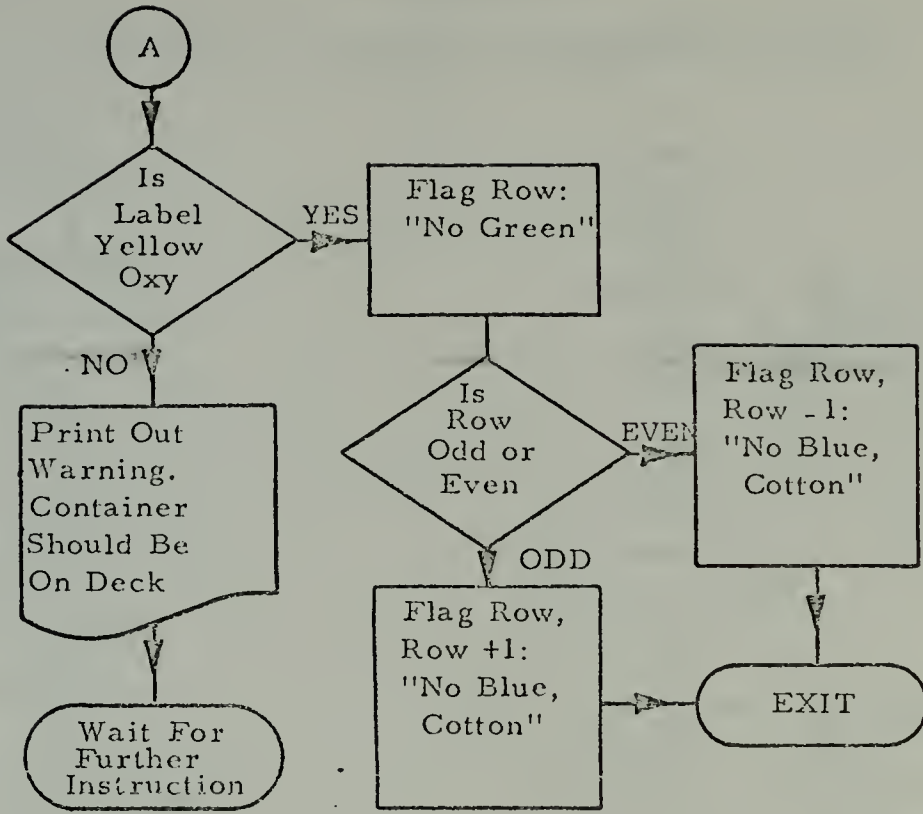 A
Is
Label
Yellow
Oxy
YES
Flag Row:
"No Green"
NO
Print Out
Warning.
Container
Should Be
On Deck
Wait For
Further
Instruction
Is
Row
Odd or
Even
EVEN
Flag Row,
Row -1:
"No Blue,
Cotton"
ODD
Flag Row,
Row +1:
"No Blue,
Cotton"
EXIT